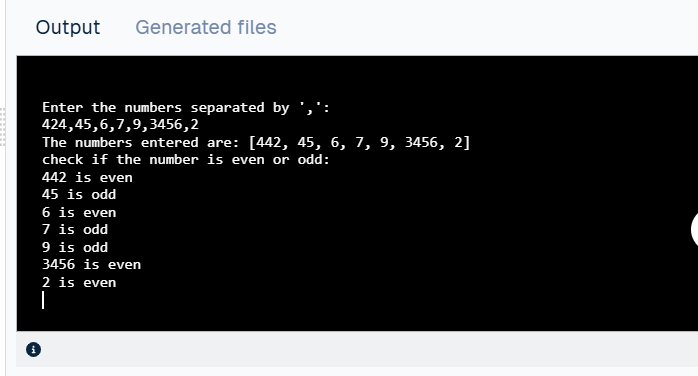 Output Generated files
Enter the numbers separated by ',':
424,45,6,7,9,3456,2
The numbers entered are: [442, 45, 6, 7, 9, 3456, 2]
check if the number is even or odd:
442 is even
45 is odd
6 is even
7 is odd
9 is odd
3456 is even
2 is even